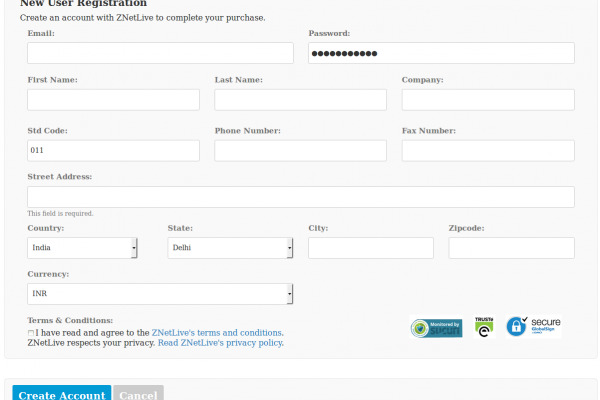 New User Registration
Create an account with ZNetLive to complete your purchase.
Email: Password:
●●●●●●●●●●●
First Name: Last Name: Company:
Std Code: Phone Number: Fax Number:
011
Street Address:
This field is required.
Country: State: City: Zipcode:
India Delhi
Currency:
INR
Terms & Conditions:
I have read and agree to the ZNetLive's terms and conditions.
ZNetLive respects your privacy. Read ZNetLive's privacy policy.
Monitored by
SUCURI
TRUSTe
secure
GlobalSign
Create Account Cancel